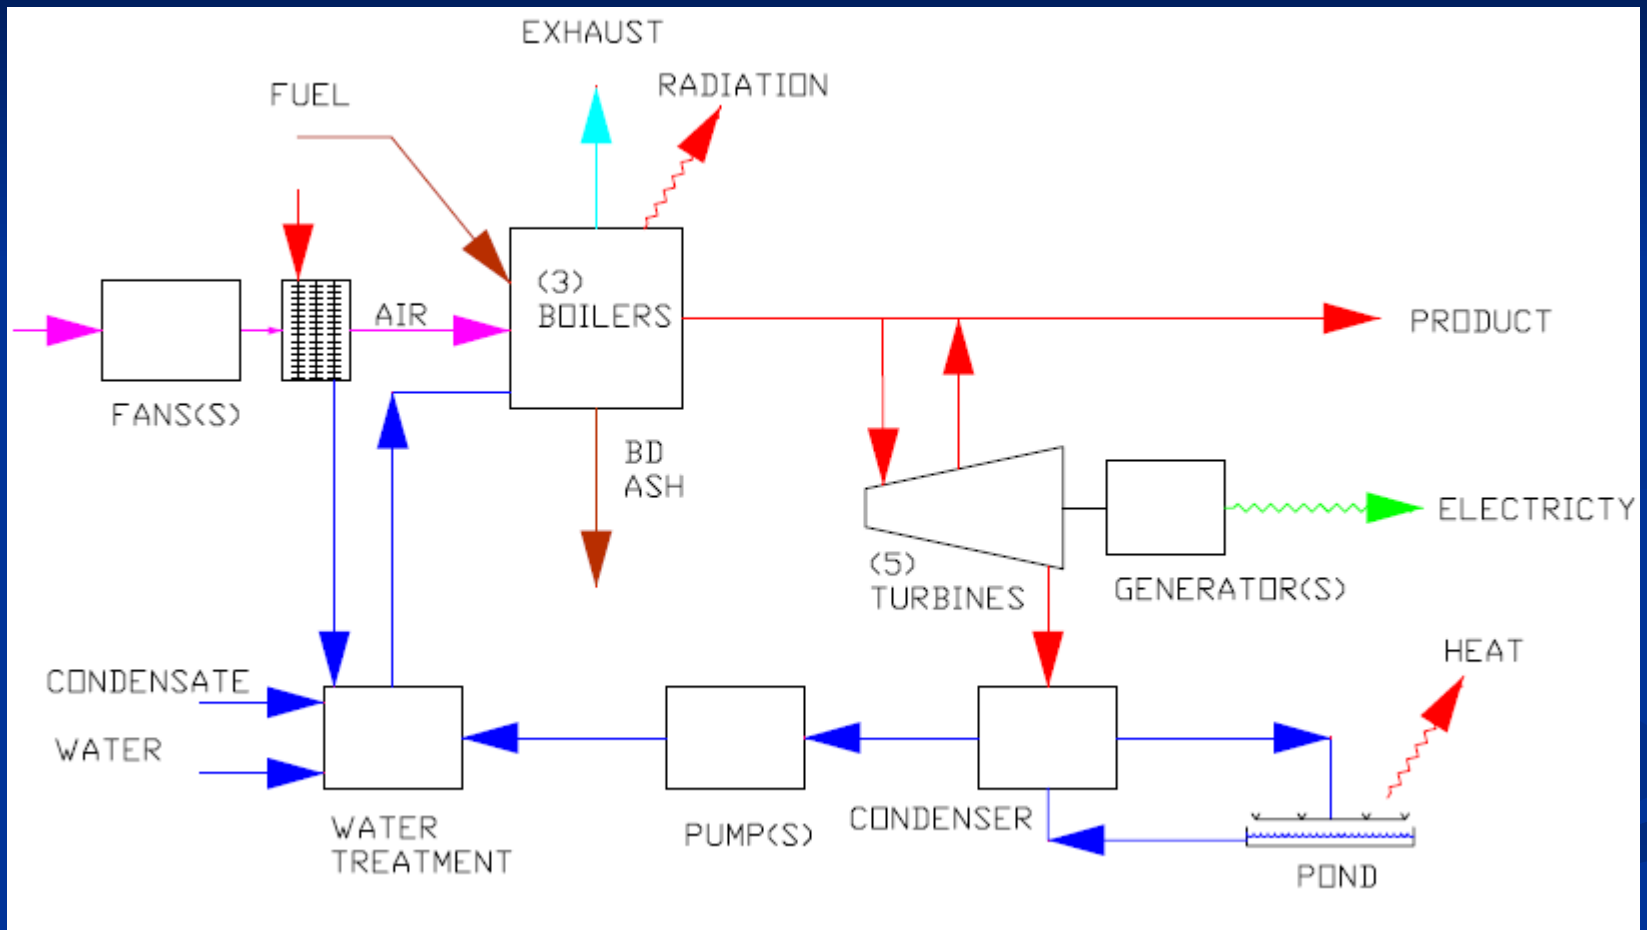 EXHAUST
RADIATION
FUEL
(3)
BOILERS
AIR
PRODUCT
FANS(S)
BD
ASH
ELECTRICTY
(5)
TURBINES
GENERATOR(S)
HEAT
CONDENSATE
WATER
CONDENSER
WATER
TREATMENT
PUMP(S)
POND